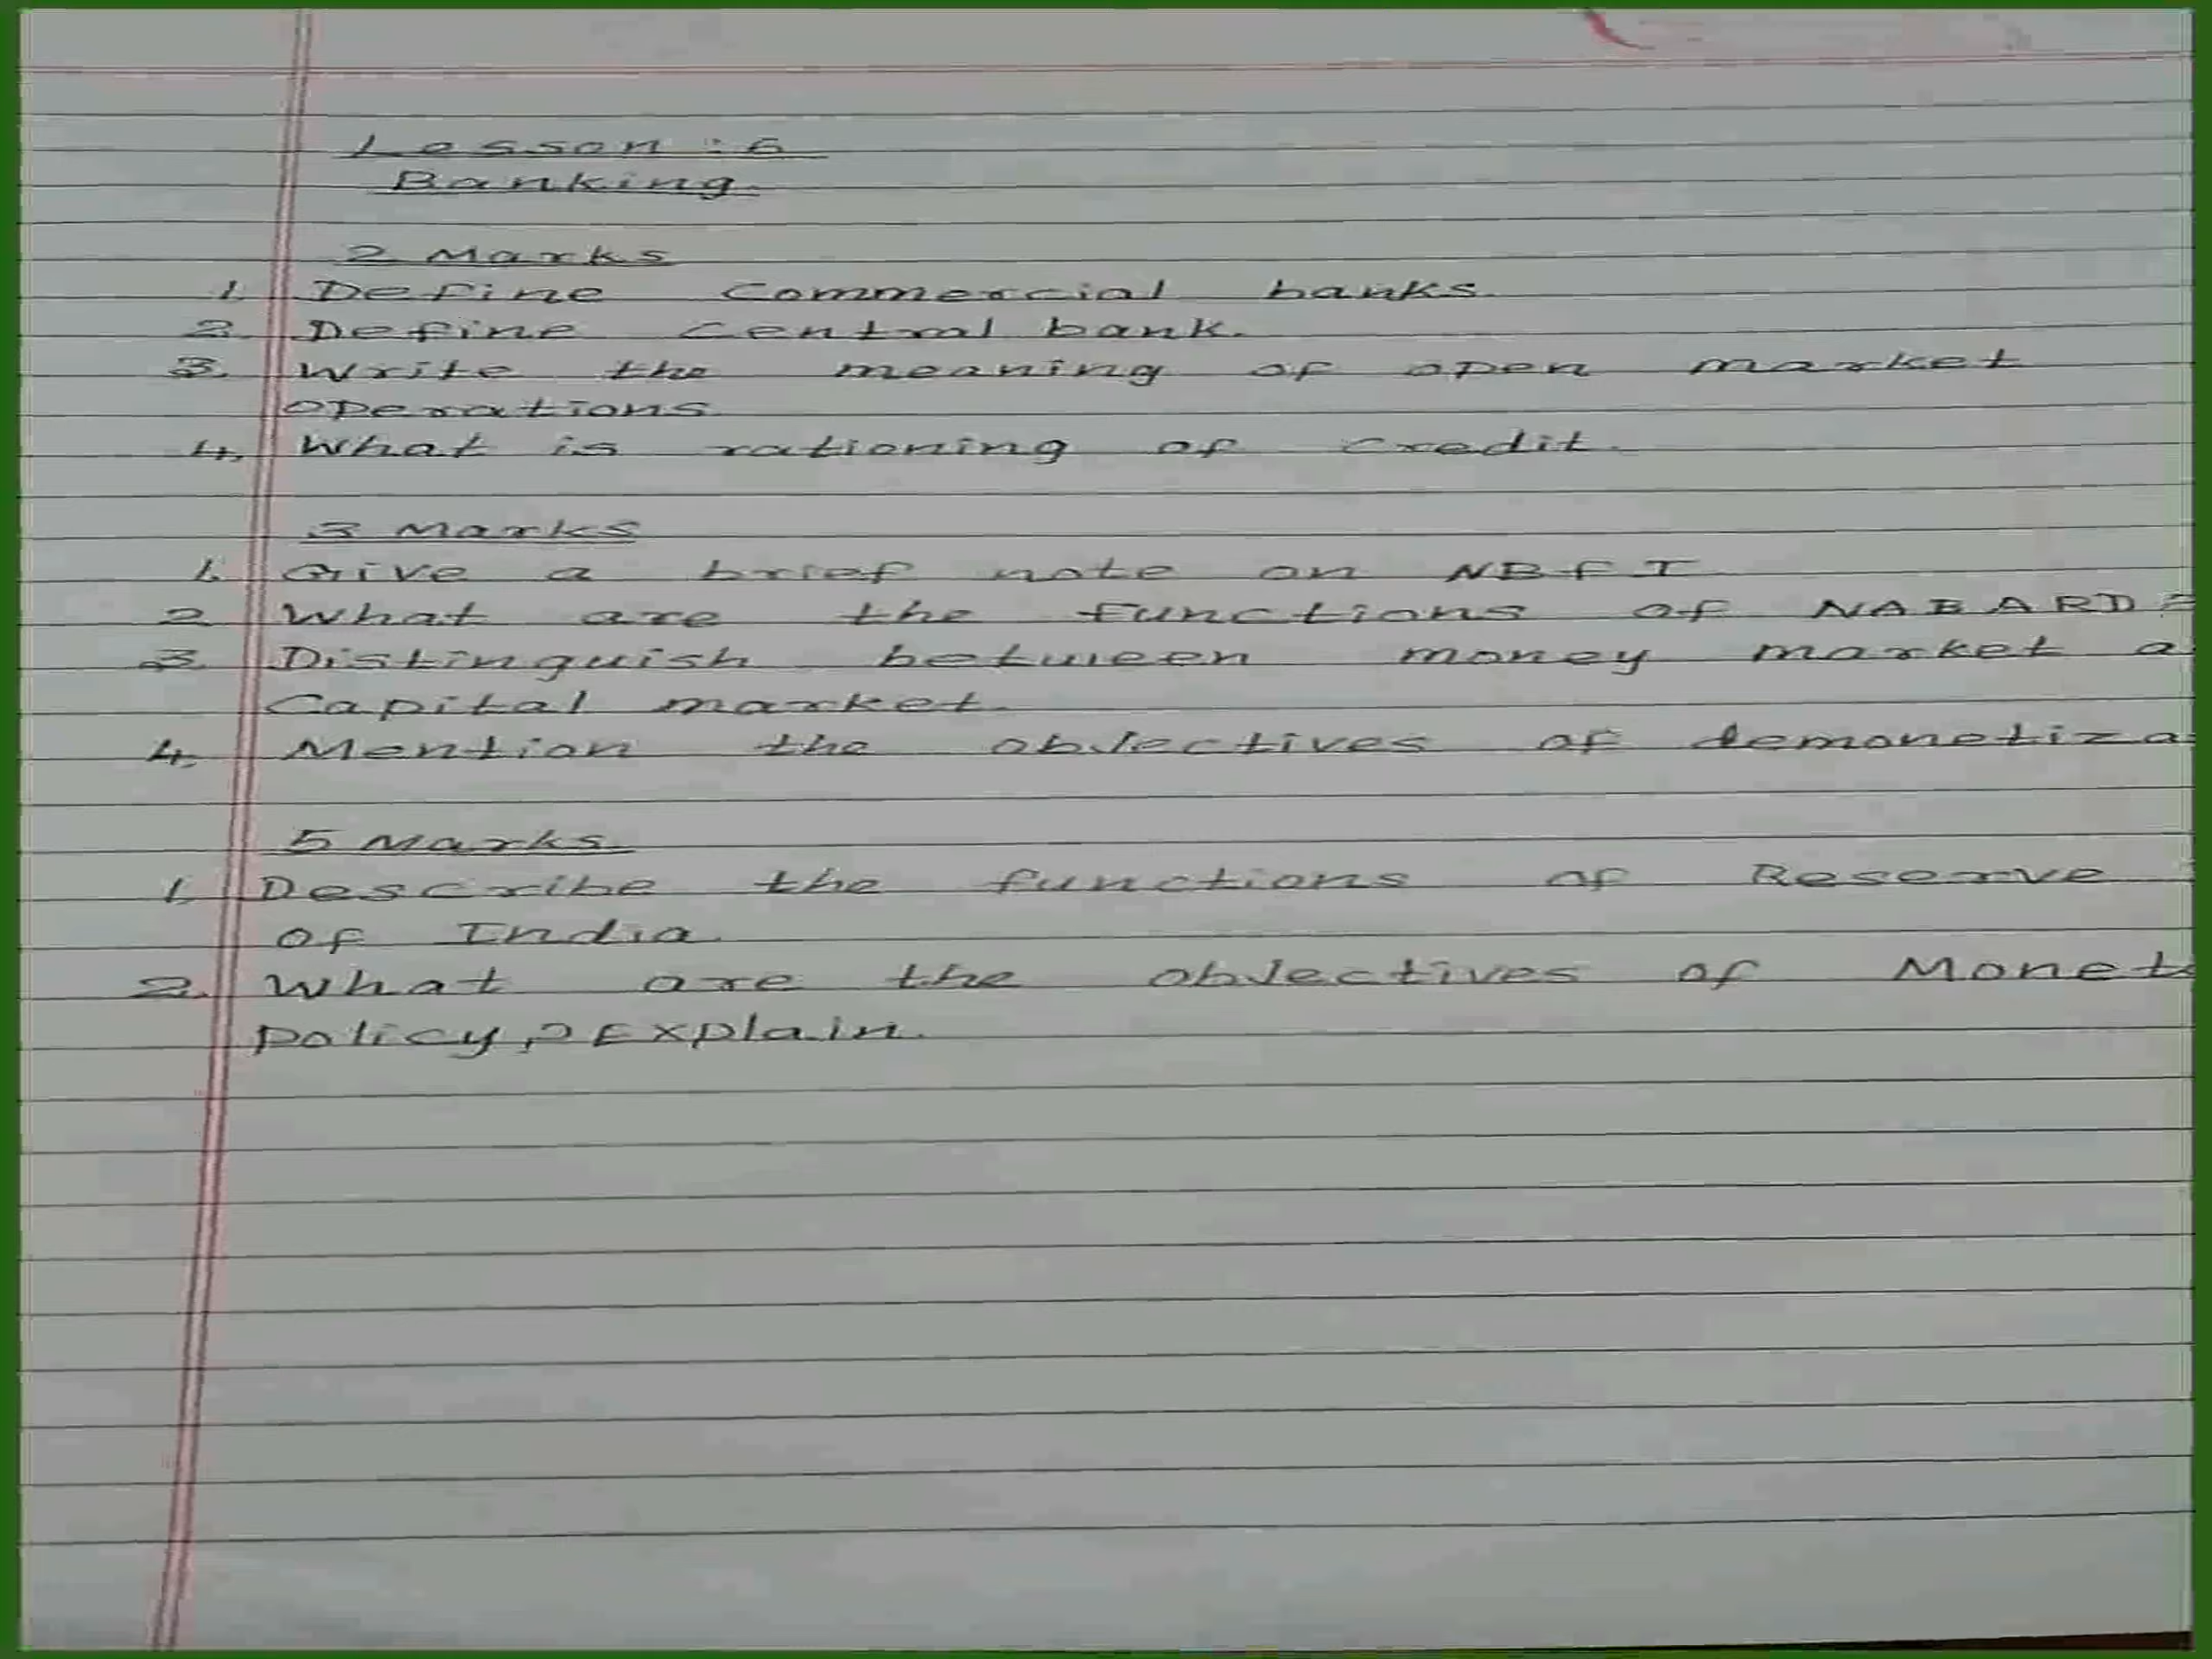 Lesson : 6
Banking.
2 Marks
1. Define Commercial banks.
2. Define Central bank.
3. Write the meaning of open market
operations
4. What is rationing of credit.
3 Marks
1. Give a brief note on NBFI
2 What are the functions of NABARD?
3. Distinguish between money market a
Capital market.
4. Mention the objectives of demonetiza
5 Marks.
1. Describe the functions of Reserve
of India.
2. What are the objectives of Monet
policy,? Explain.